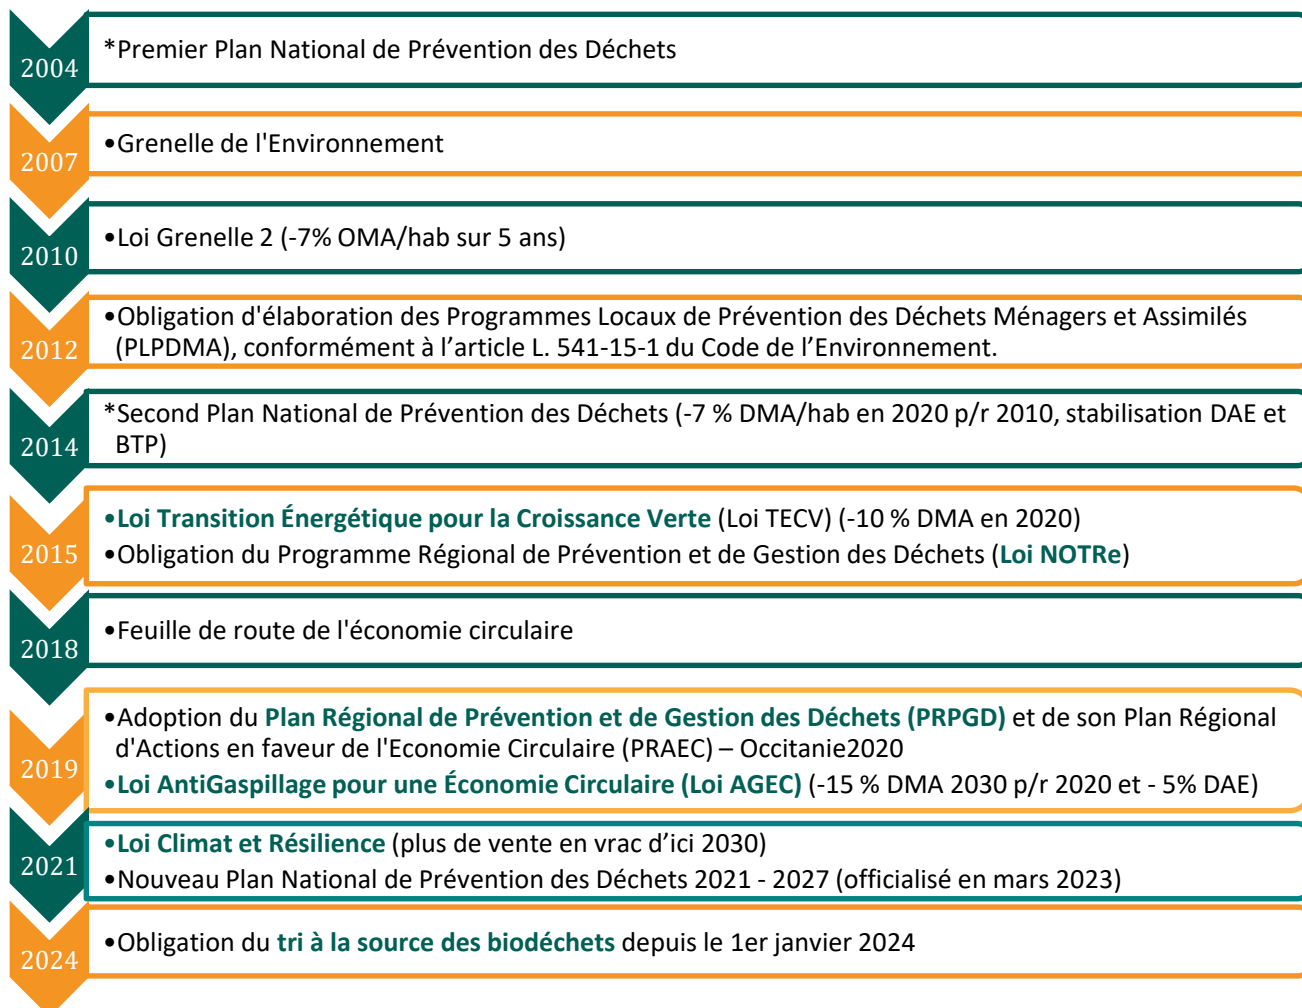 2004
*Premier Plan National de Prévention des Déchets
2007
•Grenelle de l'Environnement
2010
•Loi Grenelle 2 (-7% OMA/hab sur 5 ans)
2012
•Obligation d'élaboration des Programmes Locaux de Prévention des Déchets Ménagers et Assimilés
(PLPDMA), conformément à l’article L. 541-15-1 du Code de l’Environnement.
2014
*Second Plan National de Prévention des Déchets (-7 % DMA/hab en 2020 p/r 2010, stabilisation DAE et
BTP)
2015
•Loi Transition Énergétique pour la Croissance Verte (Loi TECV) (-10 % DMA en 2020)
•Obligation du Programme Régional de Prévention et de Gestion des Déchets (Loi NOTRe)
2018
•Feuille de route de l'économie circulaire
2019
•Adoption du Plan Régional de Prévention et de Gestion des Déchets (PRPGD) et de son Plan Régional
d'Actions en faveur de l'Economie Circulaire (PRAEC) – Occitanie2020
•Loi AntiGaspillage pour une Économie Circulaire (Loi AGEC) (-15 % DMA 2030 p/r 2020 et - 5% DAE)
2021
•Loi Climat et Résilience (plus de vente en vrac d’ici 2030)
•Nouveau Plan National de Prévention des Déchets 2021 - 2027 (officialisé en mars 2023)
2024
•Obligation du tri à la source des biodéchets depuis le 1er janvier 2024